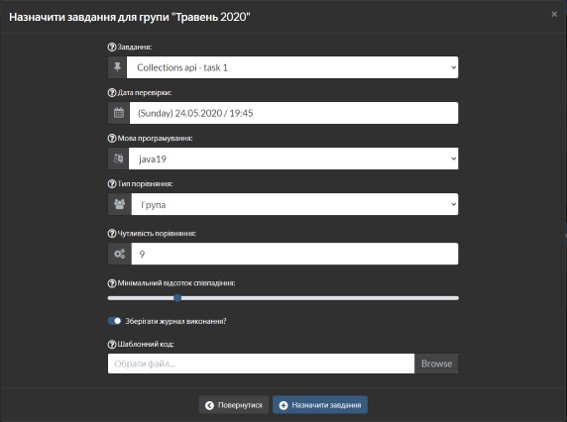 Назначити завдання для групи "Травень 2020"
×
Завдання:
Collections api - task 1
Дата перевірки:
(Sunday) 24.05.2020 / 19:45
Мова програмування:
java19
Тип порівняння:
Група
Чутливість порівняння:
9
Мінімальний відсоток співпадіння:
Зберігати журнал виконання?
Шаблонний код:
Обрати файл... Browse
Повернутися Назначити завдання